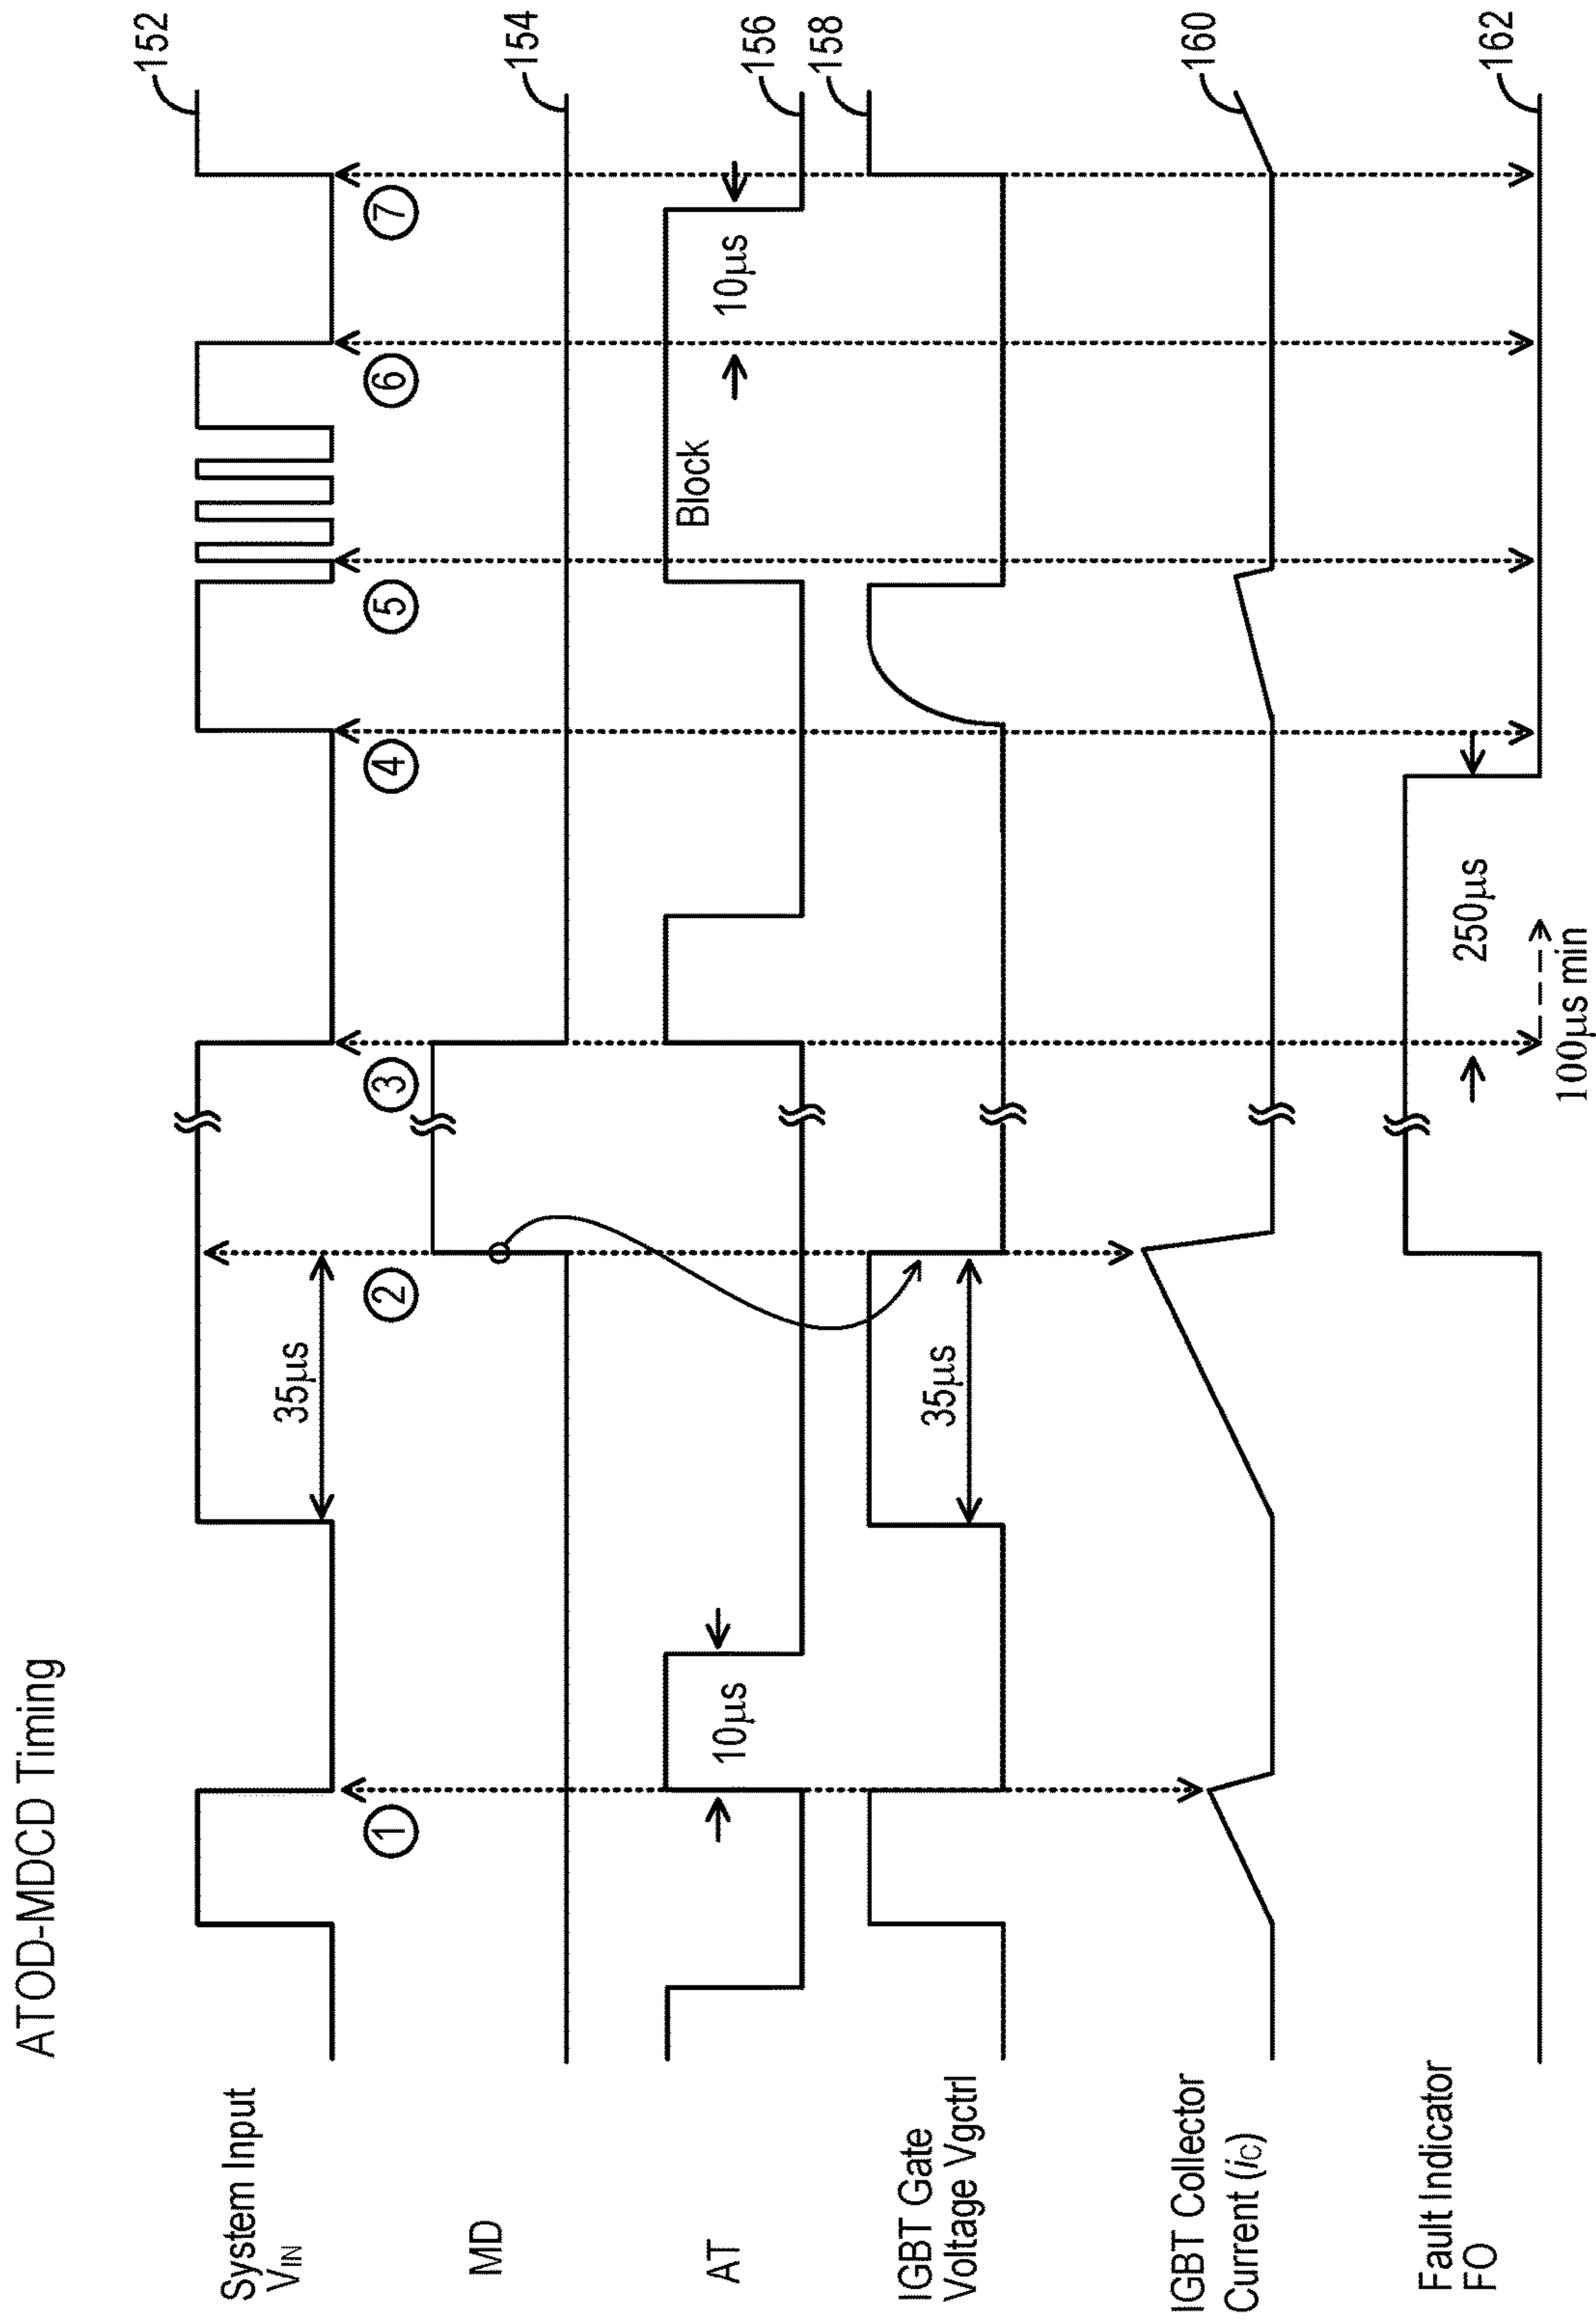 ATOD-MDCD Timing
System Input
VIN
35µs
152
MD
154
1
2
3
4
5
6
7
AT
10µs
Block
10µs
156
IGBT Gate
Voltage Vgctrl
35µs
158
IGBT Collector
Current (iC)
160
Fault Indicator
FO
250µs
100µs min
162